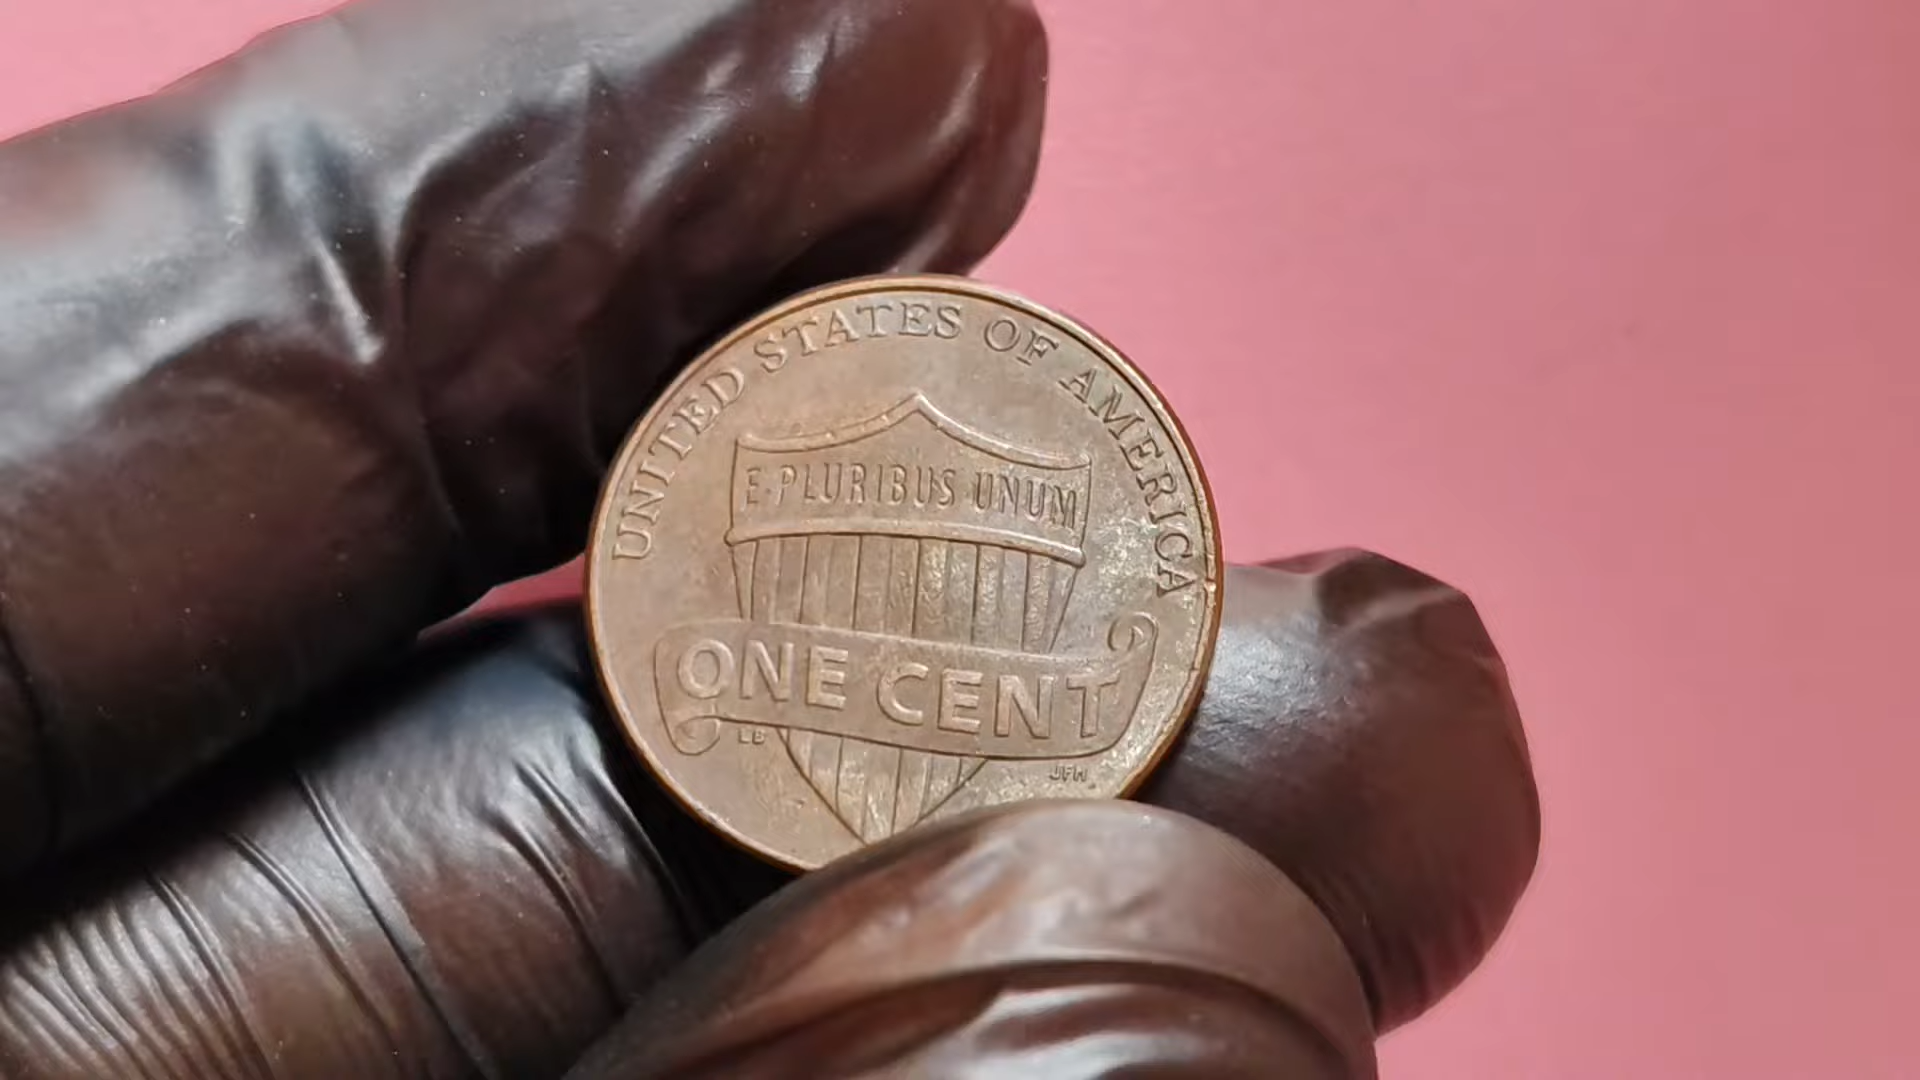 UNITED STATES OF AMERICA
E·PLURIBUS UNUM
ONE CENT
LB
JFM